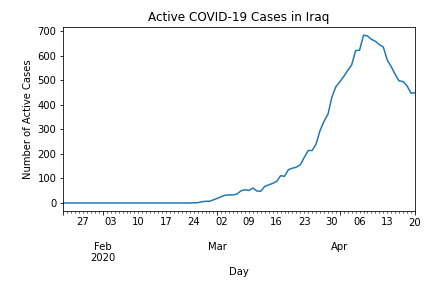 Active COVID-19 Cases in Iraq
Number of Active Cases
700
600
500
400
300
200
100
0
27 03 10 17 24 02 09 16 23 30 06 13 20
Feb Mar Apr
2020
Day